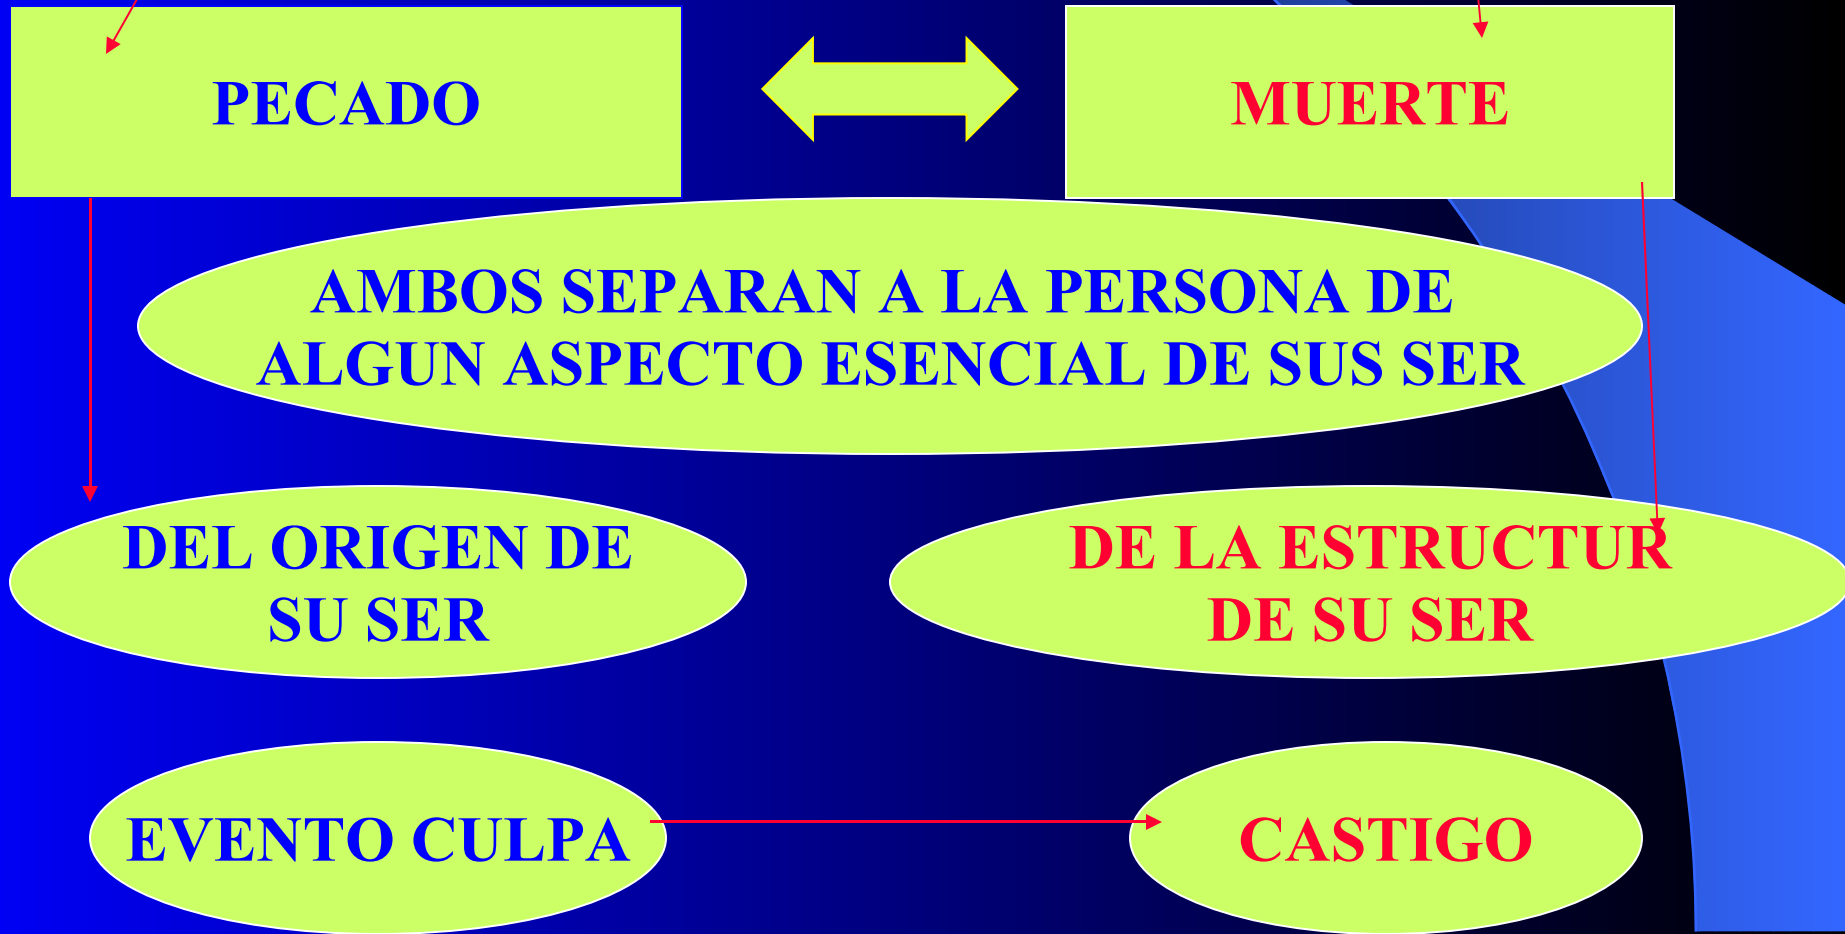 PECADO
MUERTE
AMBOS SEPARAN A LA PERSONA DE
ALGUN ASPECTO ESENCIAL DE SUS SER
DEL ORIGEN DE
SU SER
DE LA ESTRUCTUR
DE SU SER
EVENTO CULPA
CASTIGO